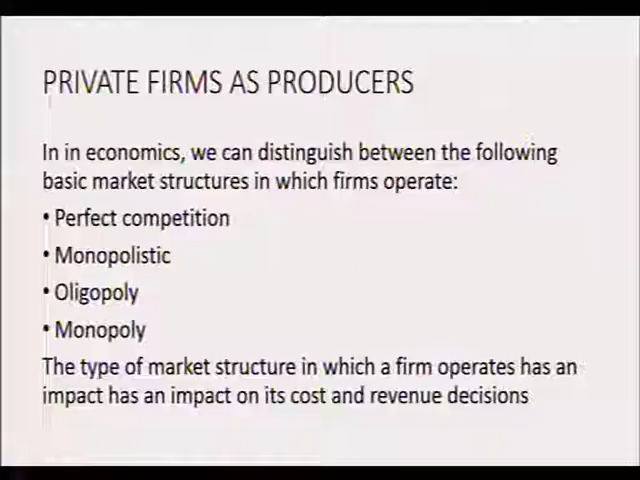 PRIVATE FIRMS AS PRODUCERS
In in economics, we can distinguish between the following
basic market structures in which firms operate:
• Perfect competition
• Monopolistic
• Oligopoly
• Monopoly
The type of market structure in which a firm operates has an
impact has an impact on its cost and revenue decisions